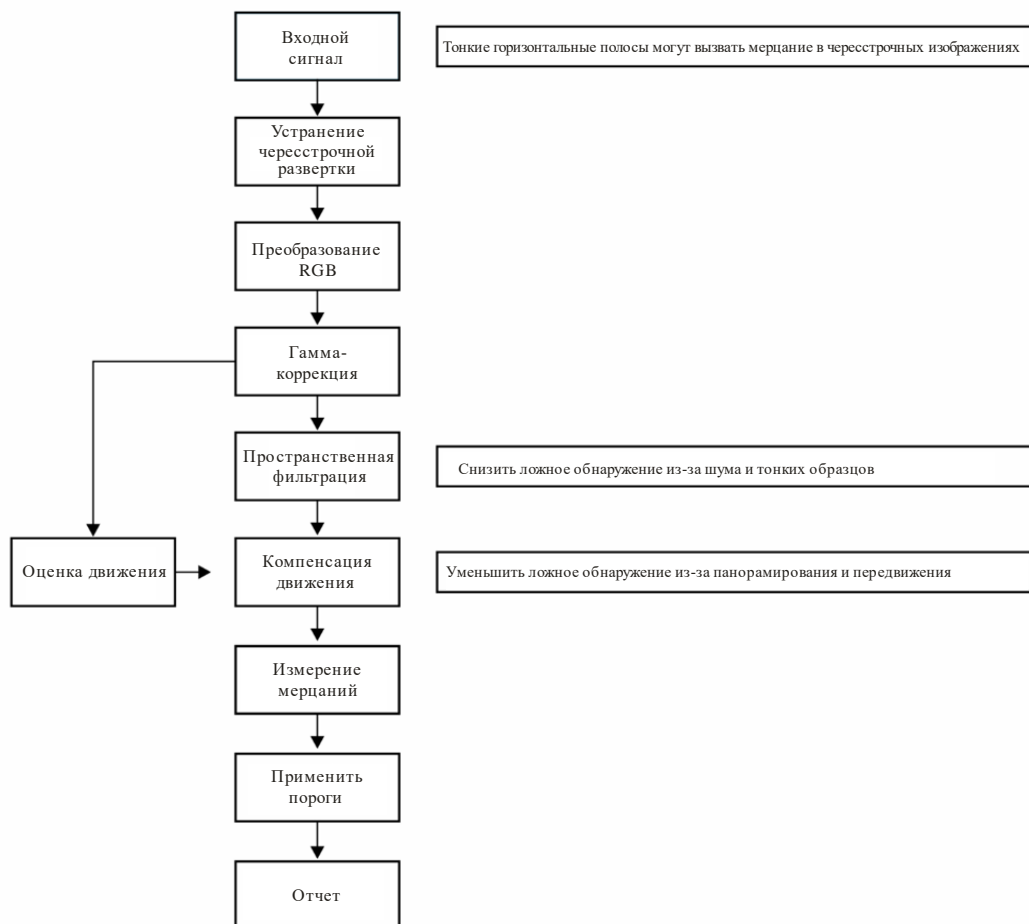 Входной
сигнал
Тонкие горизонтальные полосы могут вызвать мерцание в чересстрочных изображениях
Устранение
чересстрочной
развертки
Преобразование
RGB
Гамма-
коррекция
Пространственная
фильтрация
Снизить ложное обнаружение из-за шума и тонких образцов
Оценка движения
Компенсация
движения
Уменьшить ложное обнаружение из-за панорамирования и передвижения
Измерение
мерцаний
Применить
пороги
Отчет